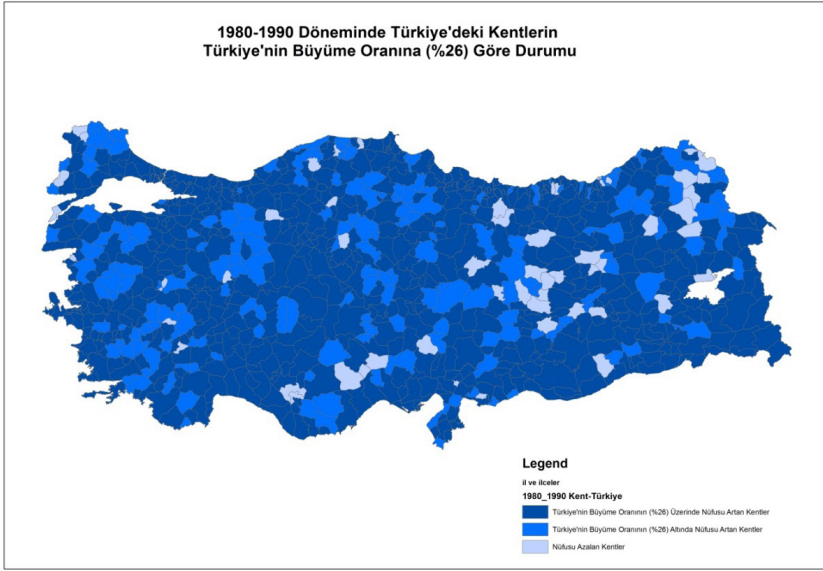 1980-1990 Döneminde Türkiye'deki Kentlerin
Türkiye'nin Büyüme Oranına (%26) Göre Durumu
Legend
il ve ilceler
1980_1990 Kent-Türkiye
Türkiye'nin Büyüme Oranının (%26) Üzerinde Nüfusu Artan Kentler
Türkiye'nin Büyüme Oranının (%26) Altında Nüfusu Artan Kentler
Nüfusu Azalan Kentler